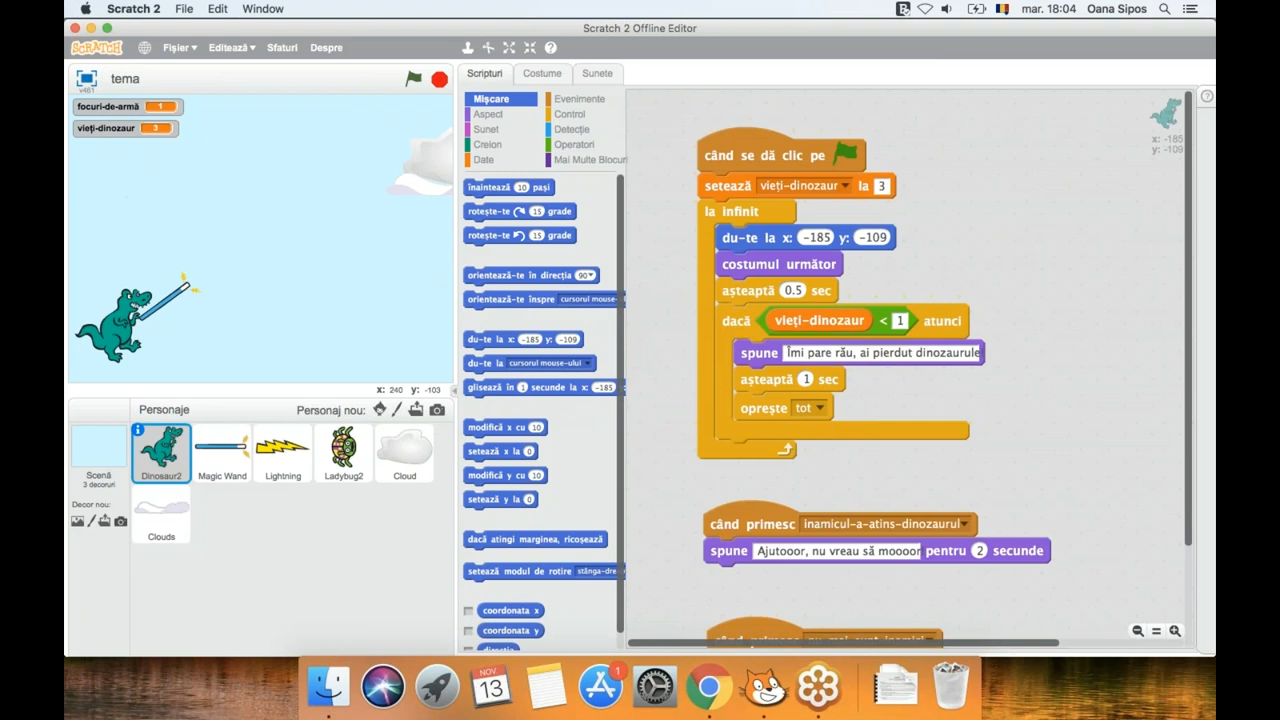 Scratch 2 File Edit Window
mar. 18:04 Oana Sipos
Scratch 2 Offline Editor
SCRATCH Fișier Editează Sfaturi Despre
v461
tema
focuri-de-armă 1
vieți-dinozaur 3
x: 240 y: -103
Personaje Personaj nou:
Scenă
3 decoruri
Decor nou:
Dinosaur2 Magic Wand Lightning Ladybug2 Cloud
Clouds
Scripturi Costume Sunete
Mișcare Evenimente
Aspect Control
Sunet Detecție
Creion Operatori
Date Mai Multe Blocur
înaintează 10 pași
rotește-te 15 grade
rotește-te 15 grade
orientează-te în direcția 90
orientează-te înspre cursorul mouse-
du-te la x: -185 y: -109
du-te la cursorul mouse-ului
glisează în 1 secunde la x: -185
modifică x cu 10
setează x la 0
modifică y cu 10
setează y la 0
dacă atingi marginea, ricoșează
setează modul de rotire stânga-dre
coordonata x
coordonata y
x: -185
y: -109
când se dă clic pe
setează vieți-dinozaur la 3
la infinit
du-te la x: -185 y: -109
costumul următor
așteaptă 0.5 sec
dacă vieți-dinozaur < 1 atunci
spune Îmi pare rău, ai pierdut dinozaurule
așteaptă 1 sec
oprește tot
când primesc inamicul-a-atins-dinozaurul
spune Ajutooor, nu vreau să moooor pentru 2 secunde
NOV
13
1